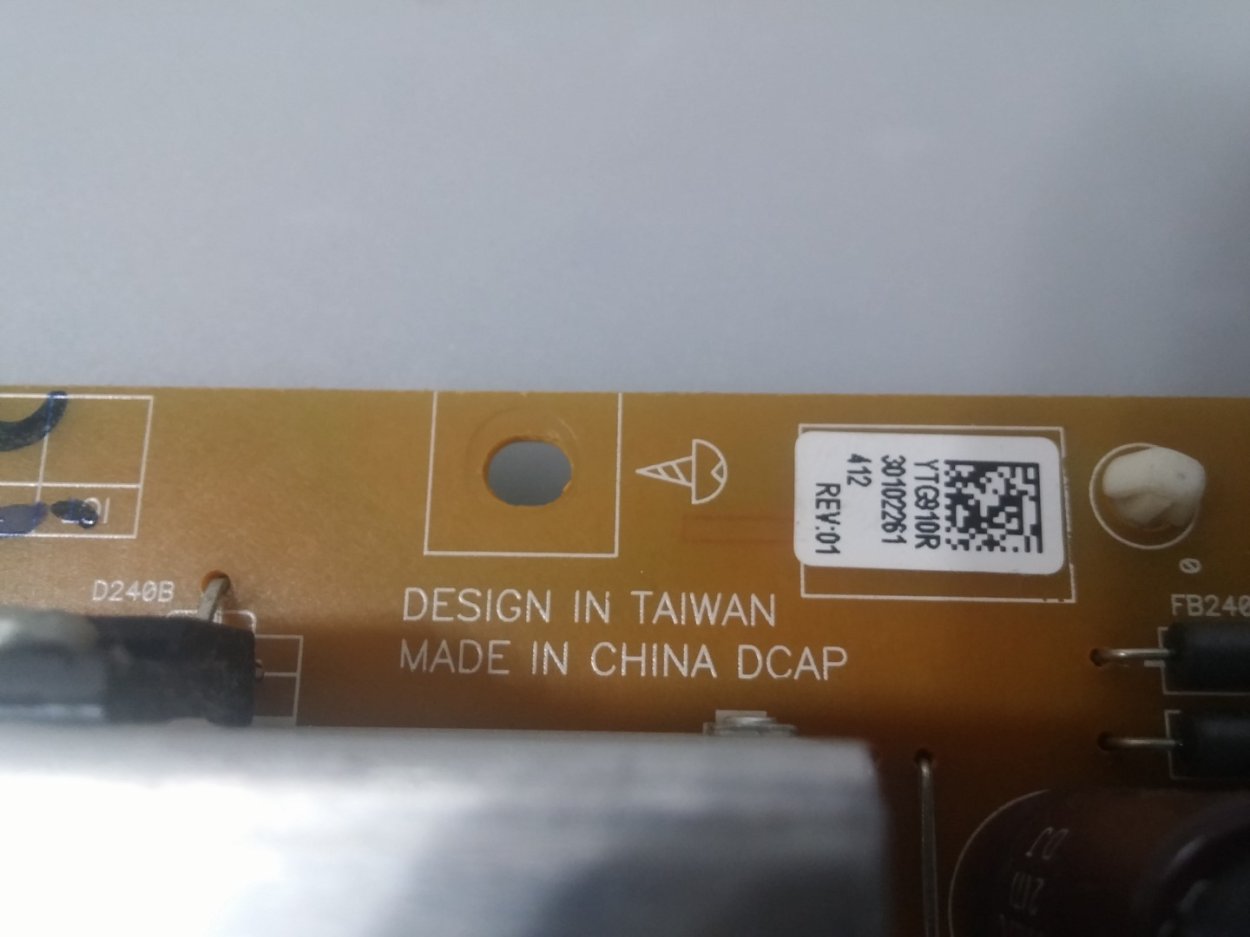 D240B
DESIGN IN TAIWAN
MADE IN CHINA DCAP
YTG910R
30102261
412
REV:01
FB240